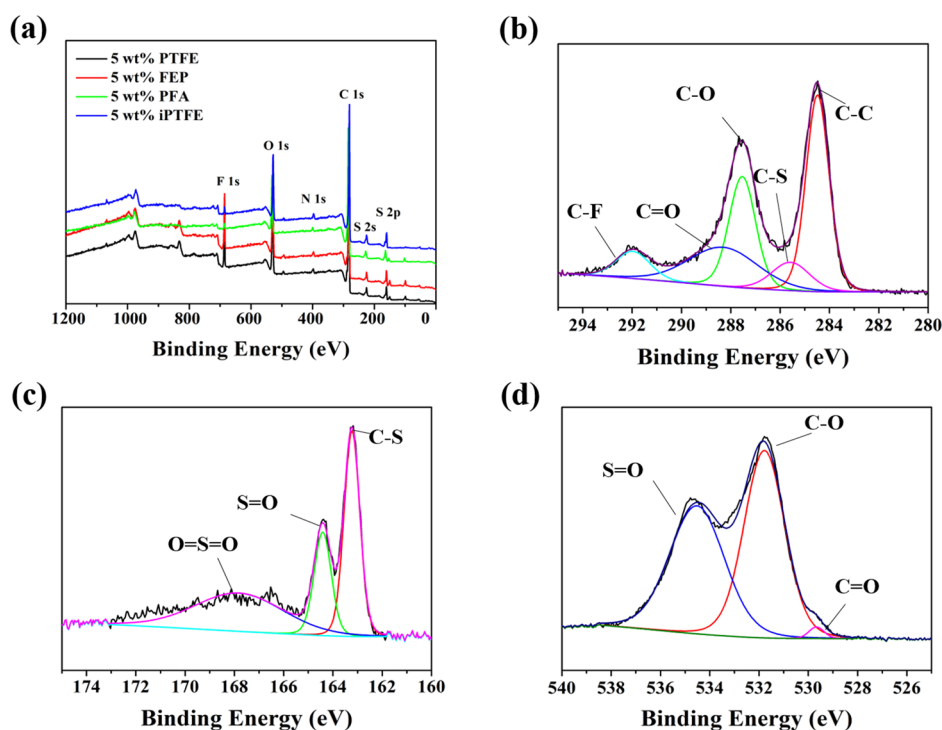 (a)
5 wt% PTFE
5 wt% FEP
5 wt% PFA
5 wt% iPTFE
C 1s
O 1s
F 1s
N 1s
S 2p
S 2s
1200 1000 800 600 400 200 0
Binding Energy (eV)
(b)
C-O
C-C
C-S
C-F
C=O
294 292 290 288 286 284 282 280
Binding Energy (eV)
(c)
C-S
S=O
O=S=O
174 172 170 168 166 164 162 160
Binding Energy (eV)
(d)
C-O
S=O
C=O
540 538 536 534 532 530 528 526
Binding Energy (eV)